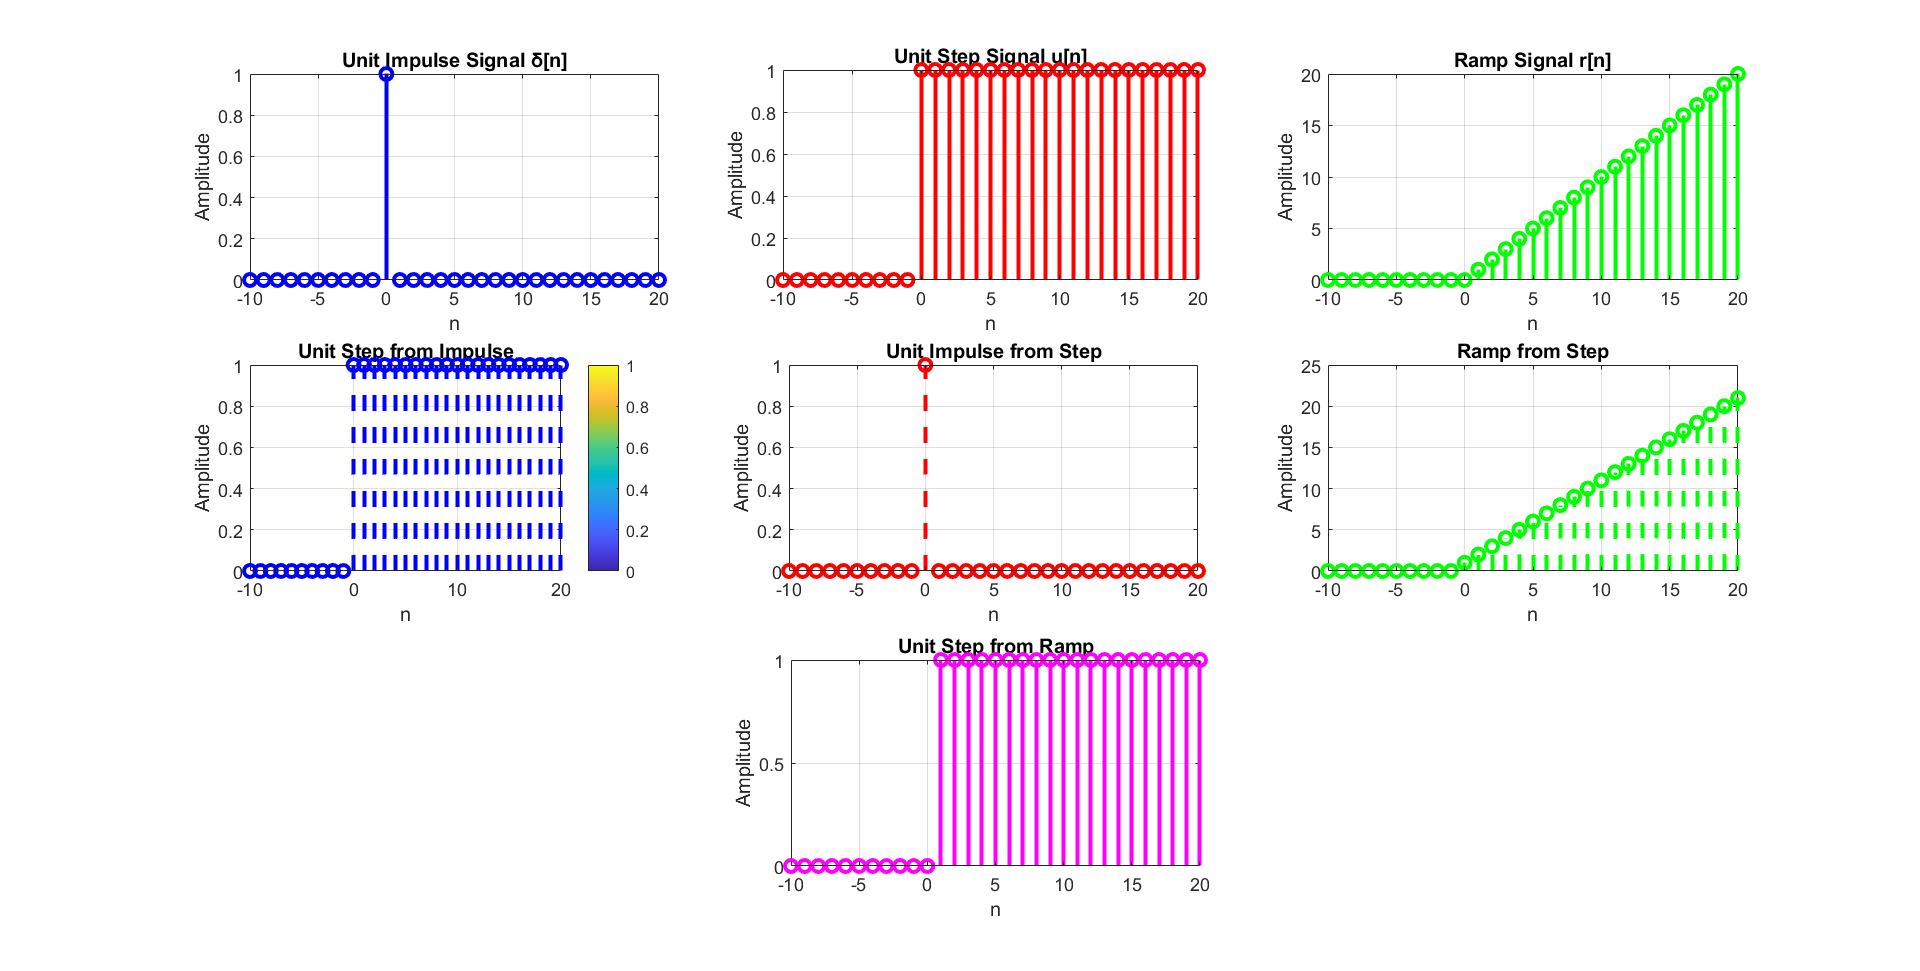 Unit Impulse Signal δ[n]
Amplitude
1
0.8
0.6
0.4
0.2
0
-10 -5 0 5 10 15 20
n
Unit Step Signal u[n]
Amplitude
1
0.8
0.6
0.4
0.2
0
-10 -5 0 5 10 15 20
n
Ramp Signal r[n]
Amplitude
20
15
10
5
0
-10 -5 0 5 10 15 20
n
Unit Step from Impulse
Amplitude
1
0.8
0.6
0.4
0.2
0
-10 0 10 20
n
1
0.8
0.6
0.4
0.2
0
Unit Impulse from Step
Amplitude
1
0.8
0.6
0.4
0.2
0
-10 -5 0 5 10 15 20
n
Ramp from Step
Amplitude
25
20
15
10
5
0
-10 -5 0 5 10 15 20
n
Unit Step from Ramp
Amplitude
1
0.5
0
-10 -5 0 5 10 15 20
n